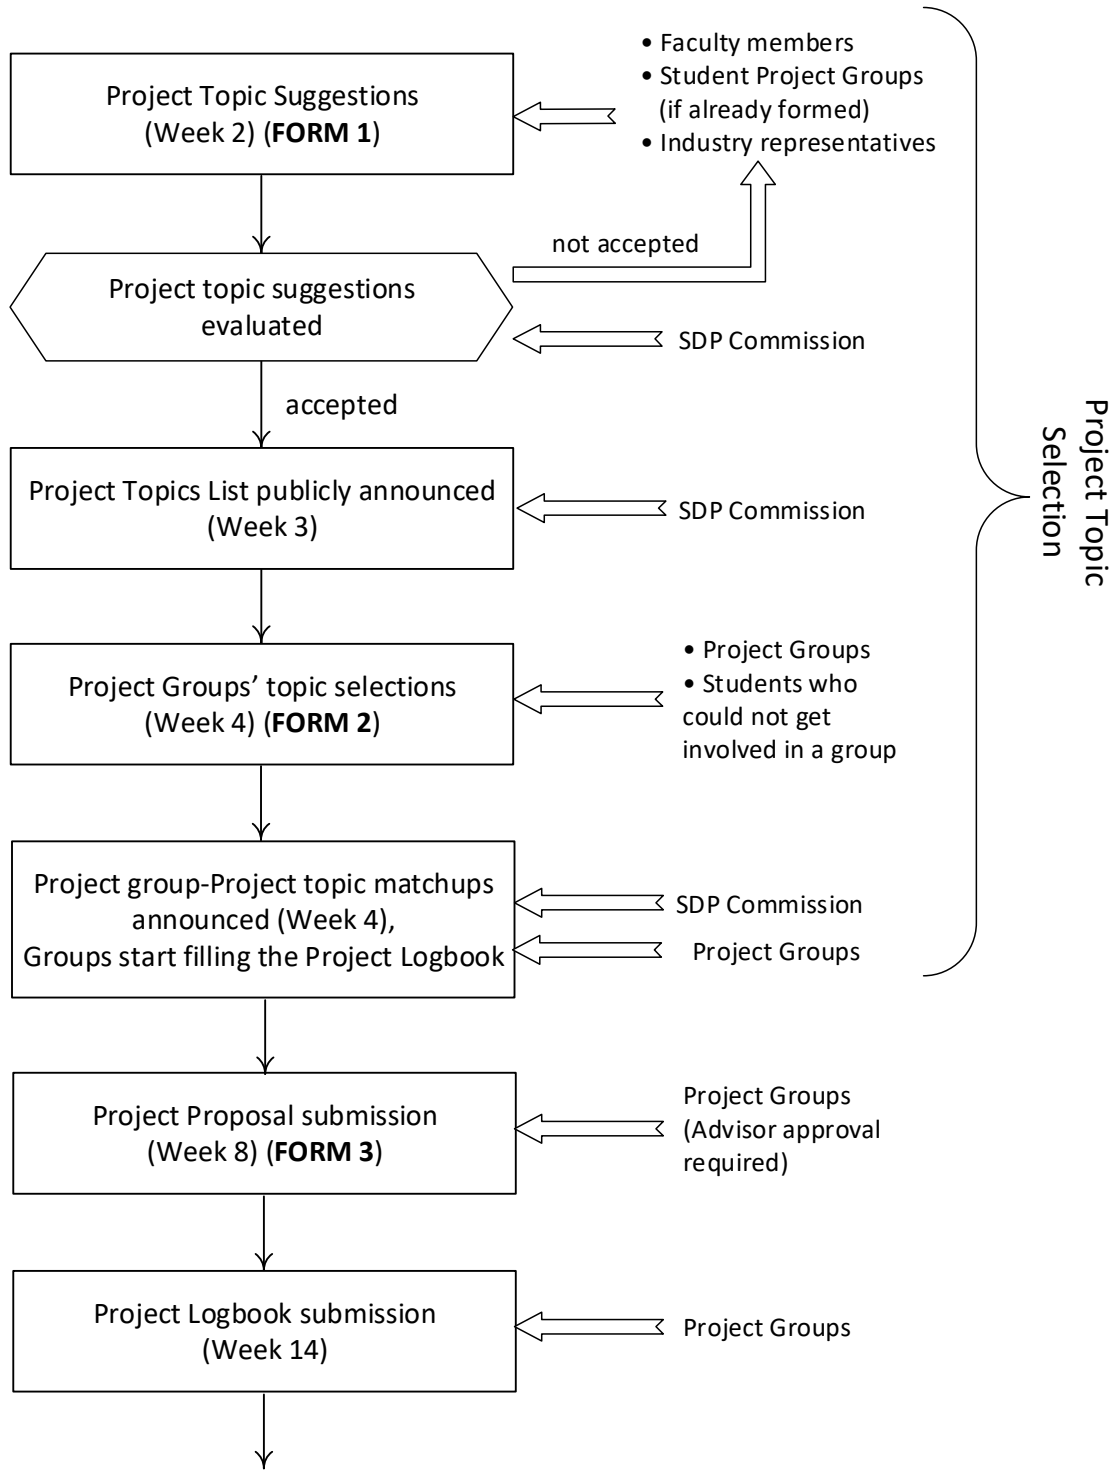 • Faculty members
• Student Project Groups
(if already formed)
• Industry representatives
Project Topic Suggestions
(Week 2) (FORM 1)
not accepted
Project topic suggestions
evaluated
SDP Commission
accepted
Project Topics List publicly announced
(Week 3)
SDP Commission
Project Topic
Selection
Project Groups’ topic selections
(Week 4) (FORM 2)
• Project Groups
• Students who
could not get
involved in a group
Project group-Project topic matchups
announced (Week 4),
Groups start filling the Project Logbook
SDP Commission
Project Groups
Project Proposal submission
(Week 8) (FORM 3)
Project Groups
(Advisor approval
required)
Project Logbook submission
(Week 14)
Project Groups